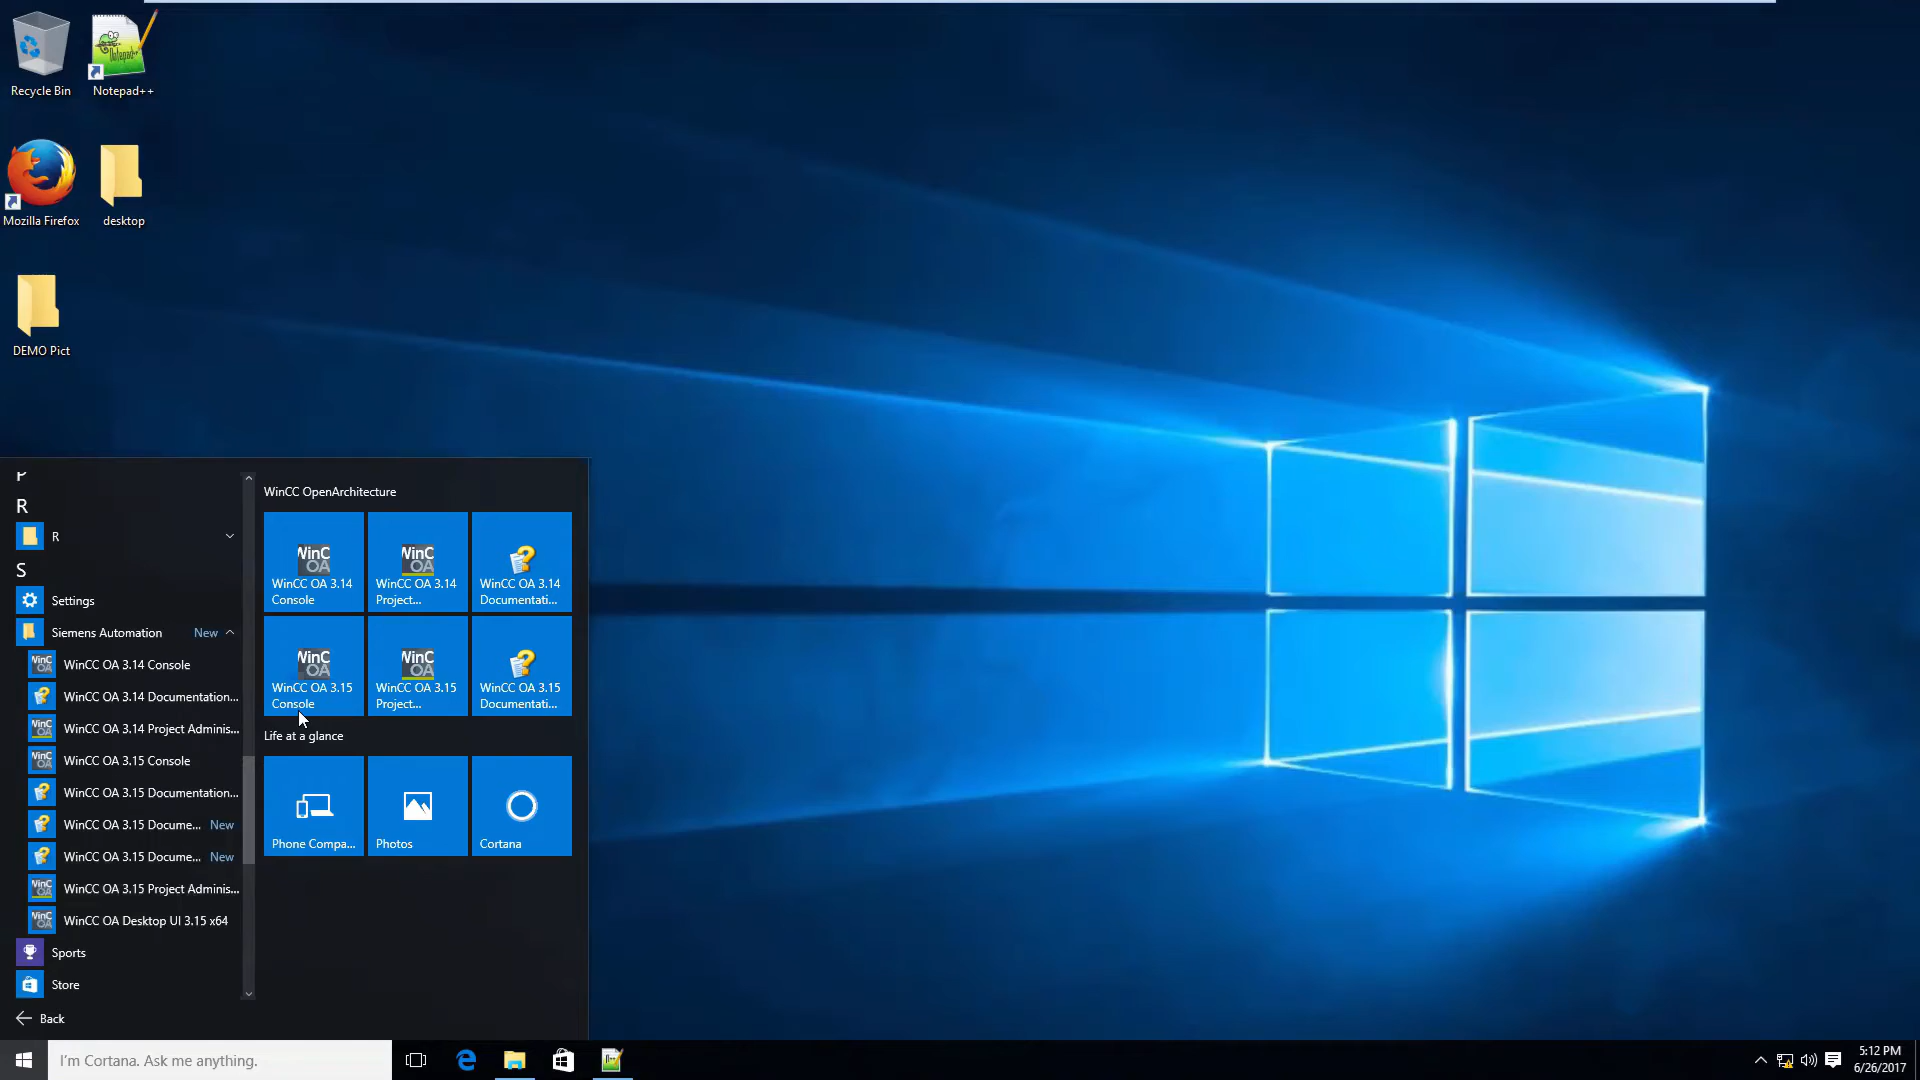 Recycle Bin
Notepad++
Mozilla Firefox
desktop
DEMO Pict
P
R
R
S
Settings
Siemens Automation New
WinCC OA 3.14 Console
WinCC OA 3.14 Documentation...
WinCC OA 3.14 Project Adminis...
WinCC OA 3.15 Console
WinCC OA 3.15 Documentation...
WinCC OA 3.15 Docume... New
WinCC OA 3.15 Docume... New
WinCC OA 3.15 Project Adminis...
WinCC OA Desktop UI 3.15 x64
Sports
Store
Back
WinCC OpenArchitecture
WinCC OA 3.14
Console
WinCC OA 3.14
Project...
WinCC OA 3.14
Documentati...
WinCC OA 3.15
Console
WinCC OA 3.15
Project...
WinCC OA 3.15
Documentati...
Life at a glance
Phone Compa...
Photos
Cortana
I'm Cortana. Ask me anything.
5:12 PM
6/26/2017